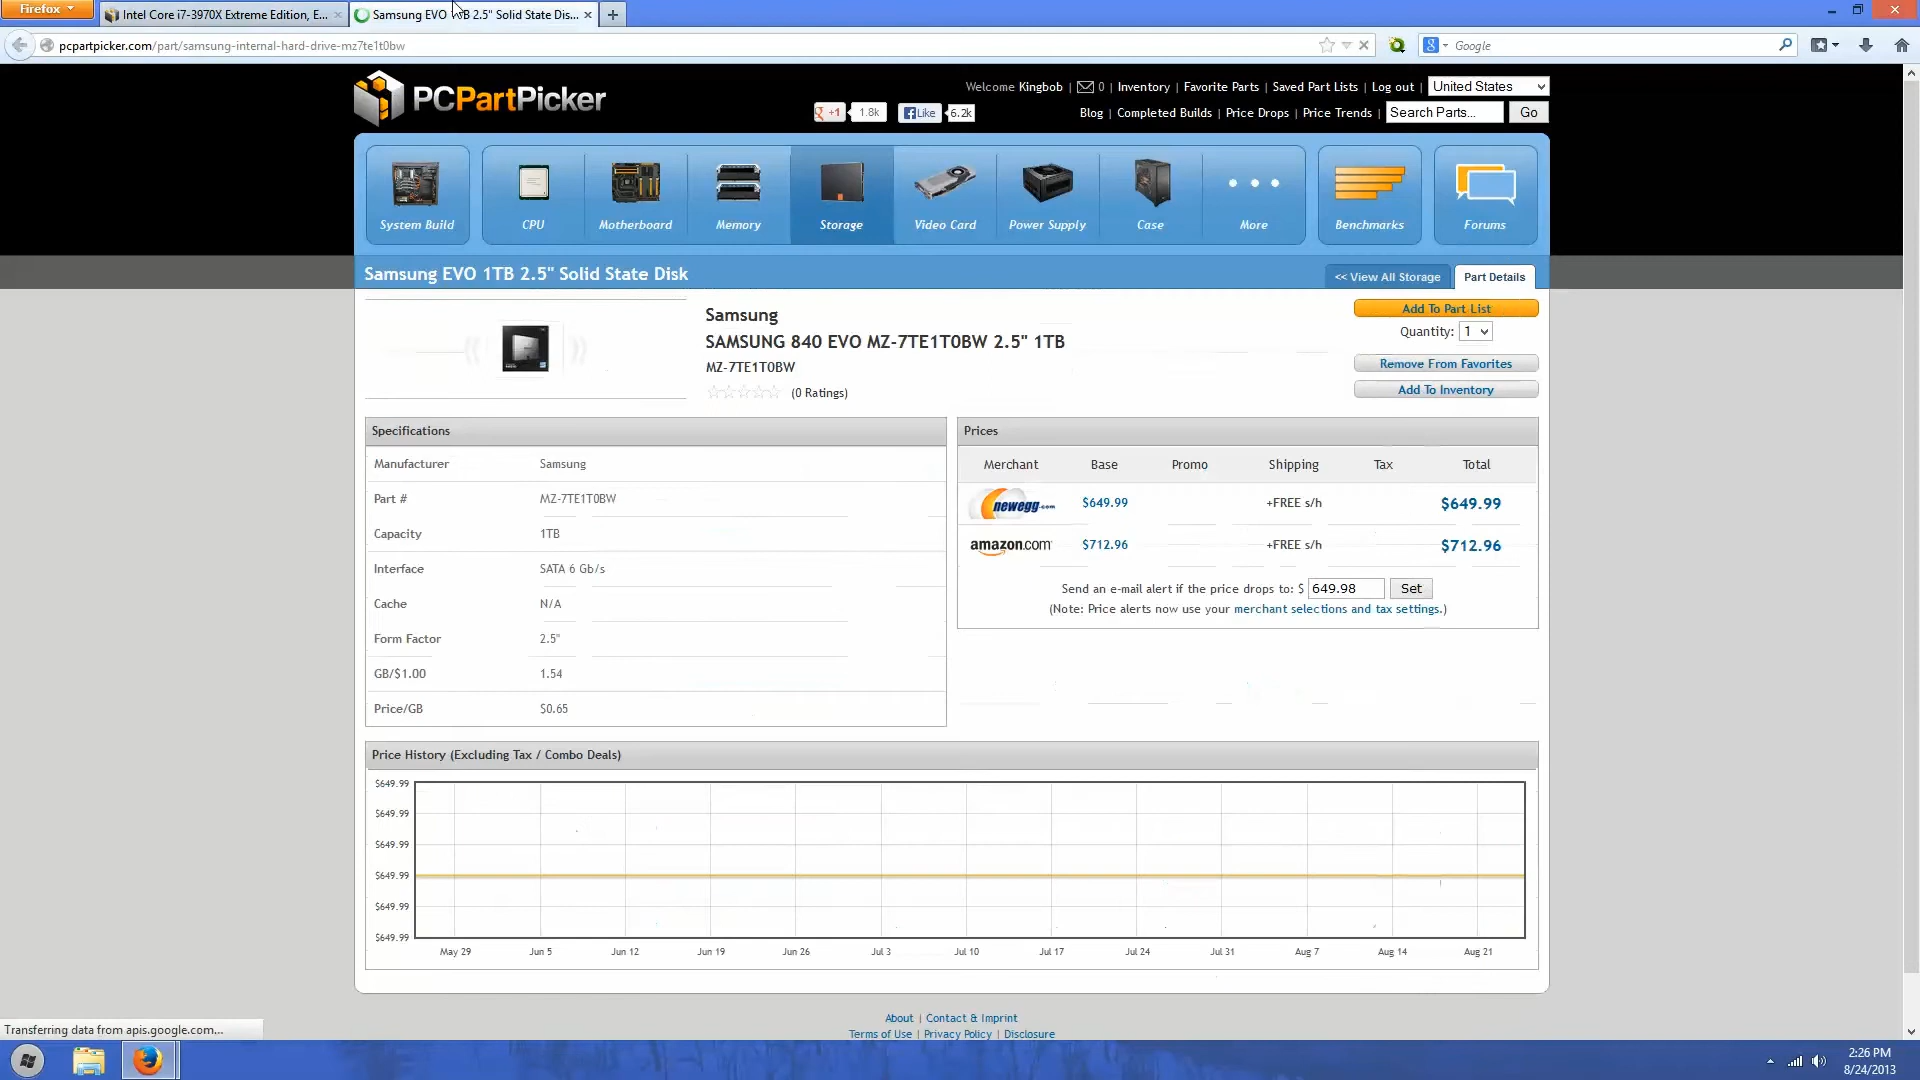 Firefox
Intel Core i7-3970X Extreme Edition, E...
Samsung EVO 1TB 2.5" Solid State Dis...
pcpartpicker.com/part/samsung-internal-hard-drive-mz7te1t0bw
Google
PCPartPicker
Welcome Kingbob | 0 | Inventory | Favorite Parts | Saved Part Lists | Log out | United States
+1 1.8k Like 6.2k
Blog | Completed Builds | Price Drops | Price Trends | Search Parts... Go
System Build CPU Motherboard Memory Storage Video Card Power Supply Case More Benchmarks Forums
Samsung EVO 1TB 2.5" Solid State Disk
<< View All Storage Part Details
Samsung
SAMSUNG 840 EVO MZ-7TE1T0BW 2.5" 1TB
MZ-7TE1T0BW
(0 Ratings)
Add To Part List
Quantity: 1
Remove From Favorites
Add To Inventory
Specifications
Manufacturer Samsung
Part # MZ-7TE1T0BW
Capacity 1TB
Interface SATA 6 Gb/s
Cache N/A
Form Factor 2.5"
GB/$1.00 1.54
Price/GB $0.65
Prices
Merchant Base Promo Shipping Tax Total
newegg.com $649.99 +FREE s/h $649.99
amazon.com $712.96 +FREE s/h $712.96
Send an e-mail alert if the price drops to: $ 649.98 Set
(Note: Price alerts now use your merchant selections and tax settings.)
Price History (Excluding Tax / Combo Deals)
$649.99
$649.99
$649.99
$649.99
$649.99
$649.99
May 29 Jun 5 Jun 12 Jun 19 Jun 26 Jul 3 Jul 10 Jul 17 Jul 24 Jul 31 Aug 7 Aug 14 Aug 21
About | Contact & Imprint
Terms of Use | Privacy Policy | Disclosure
Transferring data from apis.google.com...
2:26 PM
8/24/2013